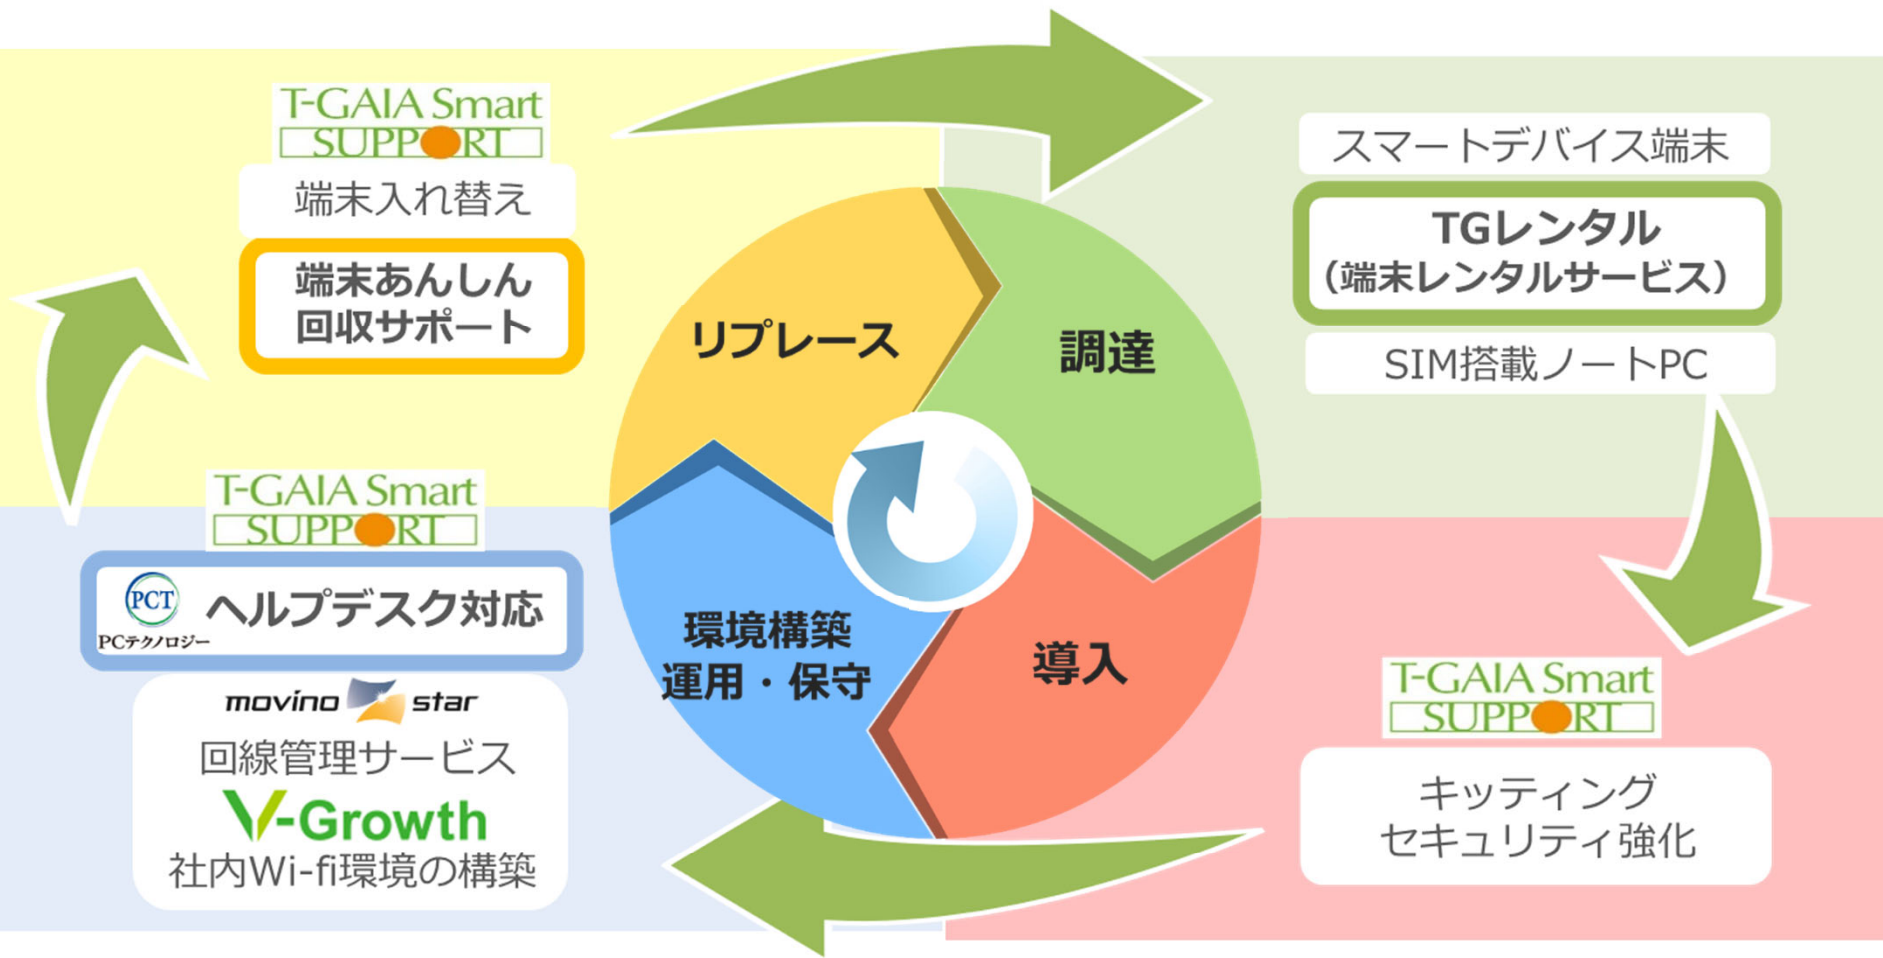 T-GAIA Smart
SUPPORT
端末入れ替え
端末あんしん
回収サポート
スマートデバイス端末
TGレンタル
（端末レンタルサービス）
SIM搭載ノートPC
リプレース
調達
環境構築
運用・保守
導入
T-GAIA Smart
SUPPORT
PCT
PCテクノロジー
ヘルプデスク対応
movino star
回線管理サービス
V-Growth
社内Wi-fi環境の構築
T-GAIA Smart
SUPPORT
キッティング
セキュリティ強化